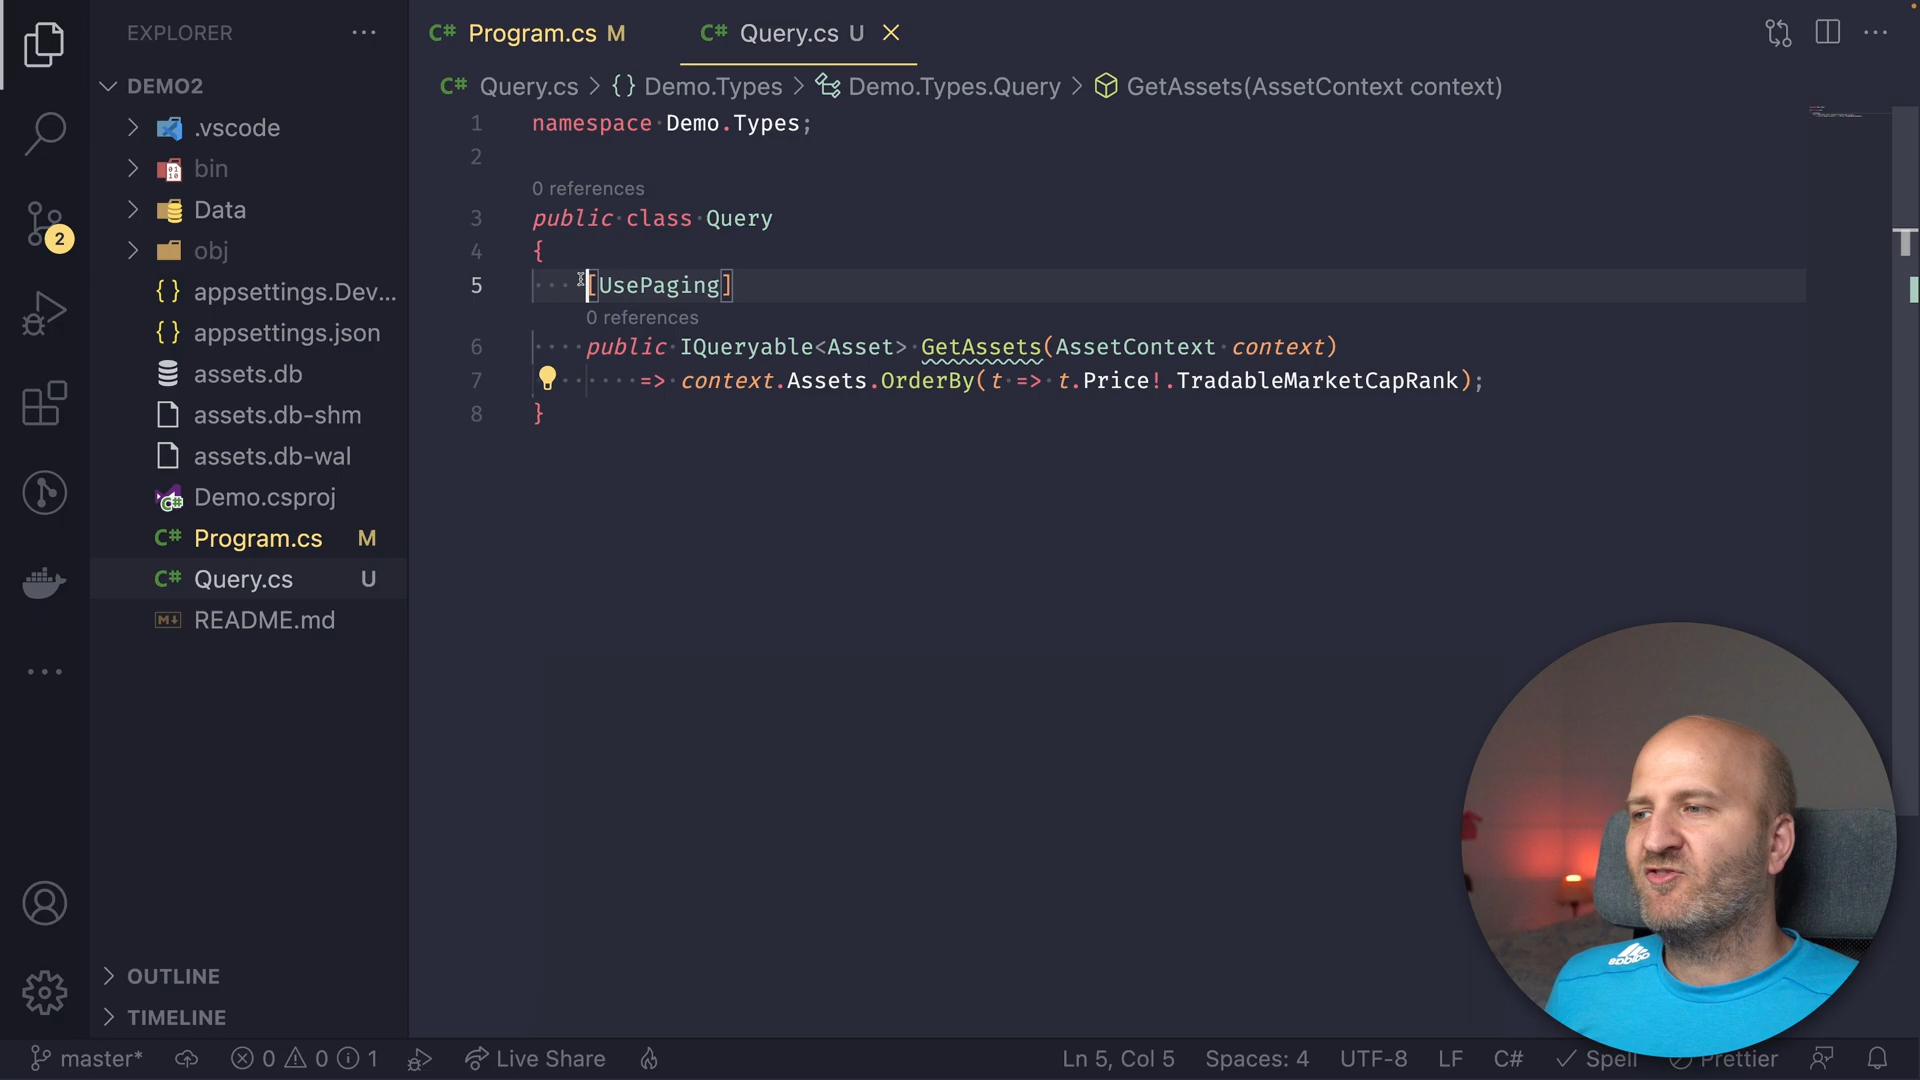 EXPLORER
DEMO2
.vscode
bin
Data
obj
appsettings.Dev...
appsettings.json
assets.db
assets.db-shm
assets.db-wal
Demo.csproj
Program.cs M
Query.cs U
README.md
OUTLINE
TIMELINE
2
C# Program.cs M
C# Query.cs U
C# Query.cs > {} Demo.Types > Demo.Types.Query > GetAssets(AssetContext context)
1 namespace Demo.Types;
2
0 references
3 public class Query
4 {
5 [UsePaging]
0 references
6 public IQueryable<Asset> GetAssets(AssetContext context)
7 => context.Assets.OrderBy(t => t.Price!.TradableMarketCapRank);
8 }
adidas
master* 0 0 1 Live Share Ln 5, Col 5 Spaces: 4 UTF-8 LF C# Spell Prettier